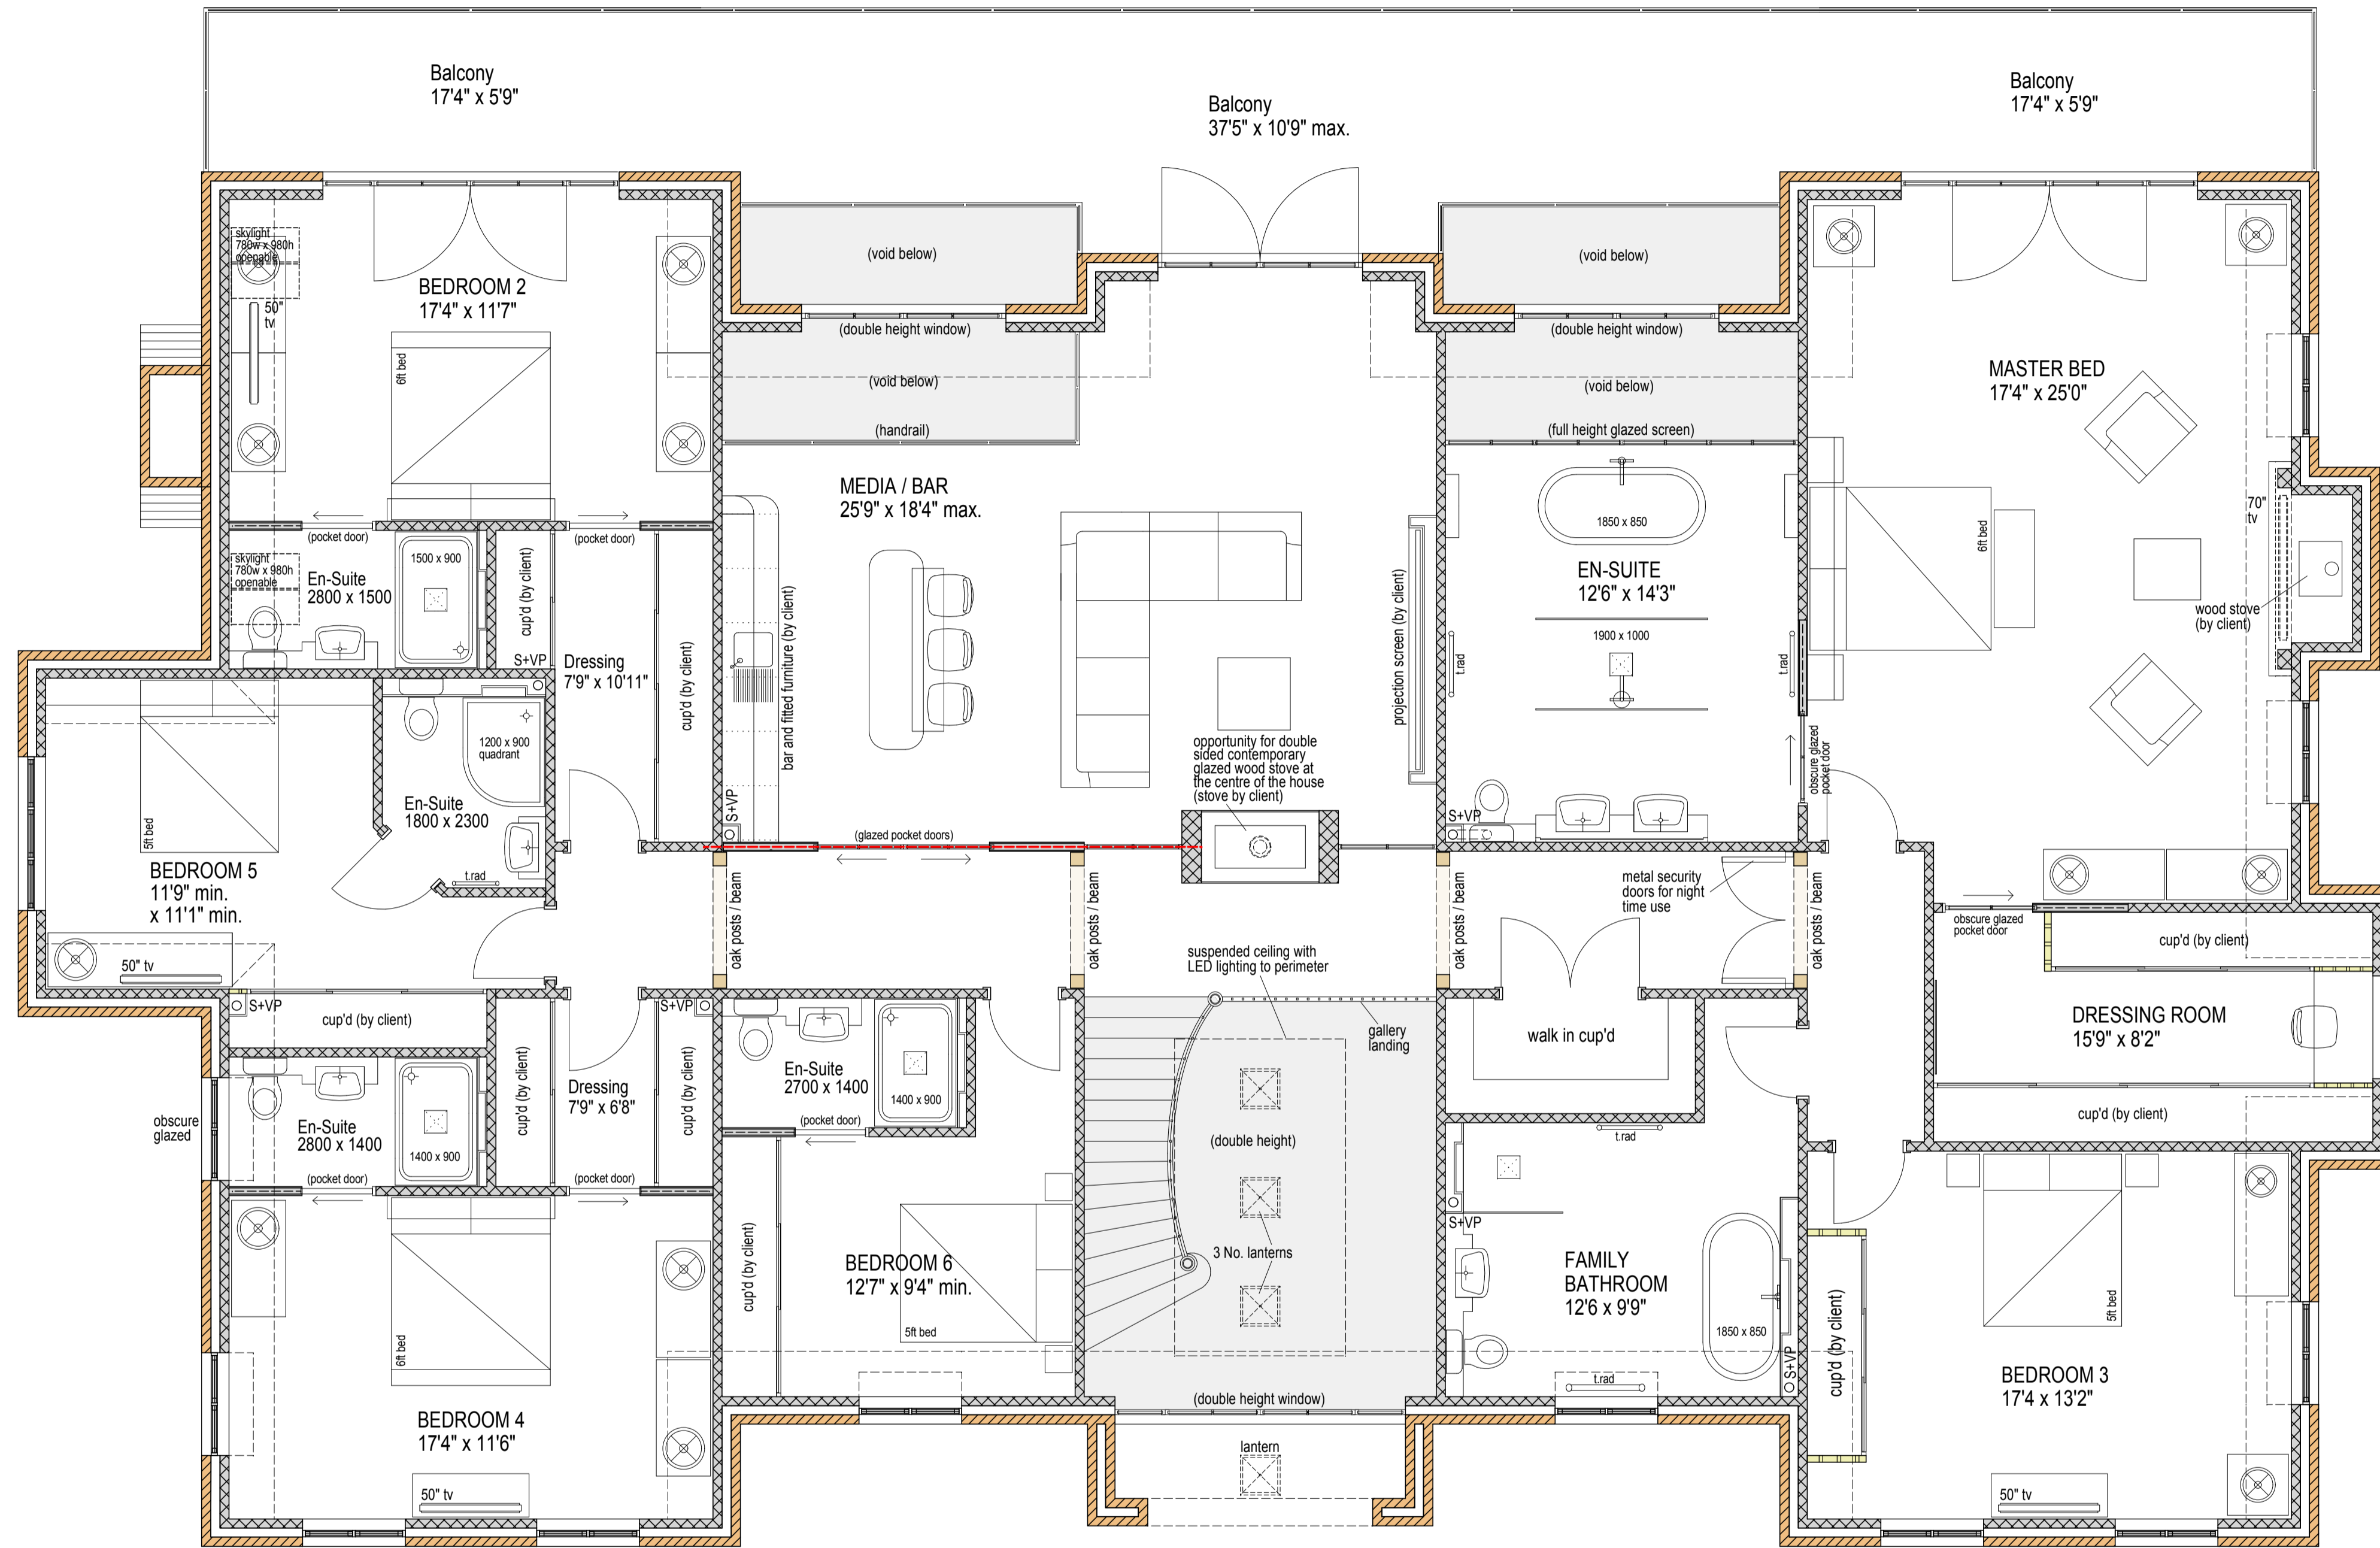 Balcony
17'4" x 5'9"
Balcony
37'5" x 10'9" max.
Balcony
17'4" x 5'9"
skylight
780w x 980h
openable
50"
tv
BEDROOM 2
17'4" x 11'7"
6ft bed
(void below)
(double height window)
(void below)
(handrail)
(void below)
(double height window)
(void below)
(full height glazed screen)
MASTER BED
17'4" x 25'0"
6ft bed
70"
tv
wood stove
(by client)
MEDIA / BAR
25'9" x 18'4" max.
bar and fitted furniture (by client)
projection screen (by client)
opportunity for double
sided contemporary
glazed wood stove at
the centre of the house
(stove by client)
S+VP
(glazed pocket doors)
1850 x 850
EN-SUITE
12'6" x 14'3"
1900 x 1000
t.rad
t.rad
S+VP
obscure glazed
pocket door
(pocket door)
(pocket door)
skylight
780w x 980h
openable
En-Suite
2800 x 1500
1500 x 900
cup'd (by client)
S+VP
Dressing
7'9" x 10'11"
cup'd (by client)
1200 x 900
quadrant
En-Suite
1800 x 2300
t.rad
5ft bed
BEDROOM 5
11'9" min.
x 11'1" min.
50" tv
oak posts / beam
oak posts / beam
oak posts / beam
oak posts / beam
metal security
doors for night
time use
suspended ceiling with
LED lighting to perimeter
gallery
landing
walk in cup'd
obscure glazed
pocket door
cup'd (by client)
DRESSING ROOM
15'9" x 8'2"
cup'd (by client)
S+VP
cup'd (by client)
obscure
glazed
En-Suite
2800 x 1400
1400 x 900
(pocket door)
cup'd (by client)
S+VP
Dressing
7'9" x 6'8"
cup'd (by client)
(pocket door)
En-Suite
2700 x 1400
1400 x 900
(pocket door)
cup'd (by client)
BEDROOM 6
12'7" x 9'4" min.
5ft bed
(double height)
3 No. lanterns
(double height window)
lantern
t.rad
S+VP
FAMILY
BATHROOM
12'6 x 9'9"
1850 x 850
S+VP
t.rad
cup'd (by client)
5ft bed
BEDROOM 3
17'4 x 13'2"
50" tv
6ft bed
BEDROOM 4
17'4" x 11'6"
50" tv